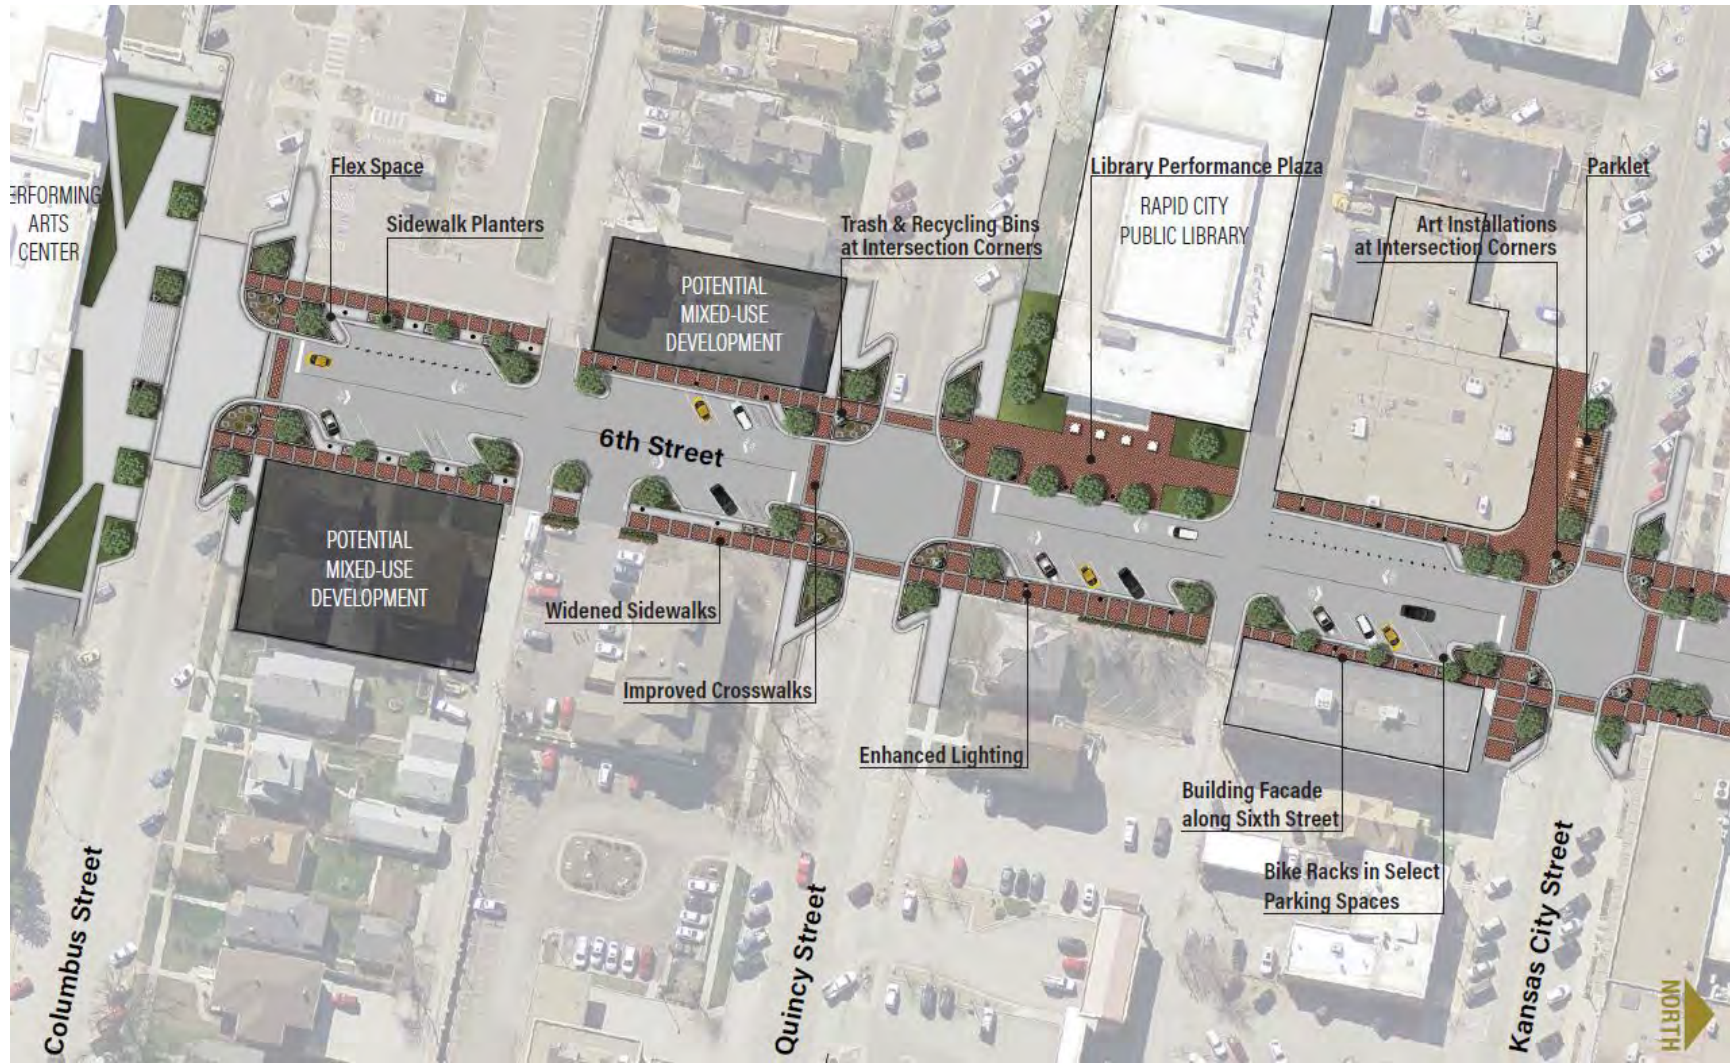 Flex Space
Sidewalk Planters
Trash & Recycling Bins
at Intersection Corners
Library Performance Plaza
Parklet
ERFORMING
ARTS
CENTER
RAPID CITY
PUBLIC LIBRARY
Art Installations
at Intersection Corners
POTENTIAL
MIXED-USE
DEVELOPMENT
6th Street
POTENTIAL
MIXED-USE
DEVELOPMENT
Widened Sidewalks
Improved Crosswalks
Enhanced Lighting
Building Facade
along Sixth Street
Bike Racks in Select
Parking Spaces
Columbus Street
Quincy Street
Kansas City Street
NORTH